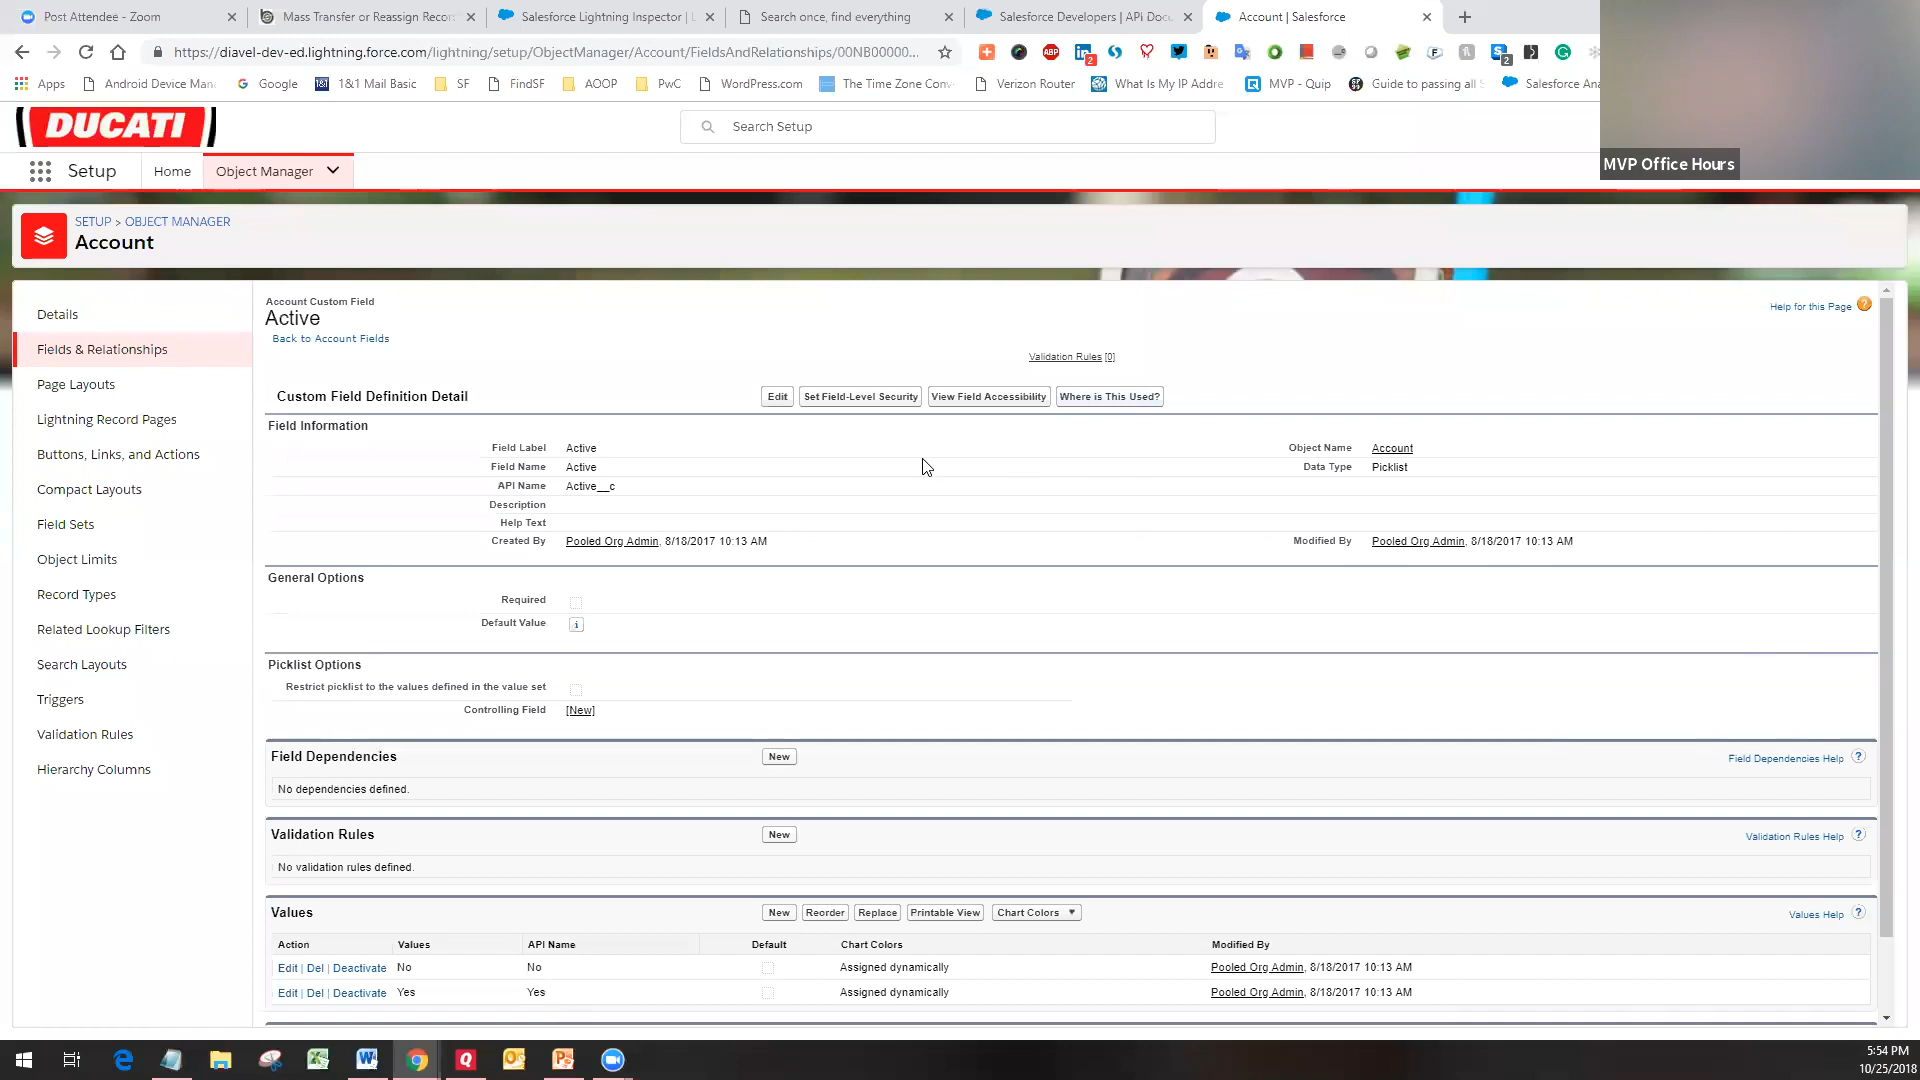 Post Attendee - Zoom
Mass Transfer or Reassign Recor
Salesforce Lightning Inspector | L
Search once, find everything
Salesforce Developers | API Docu
Account | Salesforce
https://diavel-dev-ed.lightning.force.com/lightning/setup/ObjectManager/Account/FieldsAndRelationships/00NB00000...
Apps
Android Device Mana
Google
1&1 Mail Basic
SF
FindSF
AOOP
PwC
WordPress.com
The Time Zone Conv
Verizon Router
What Is My IP Addre
MVP - Quip
Guide to passing all S
Salesforce Ana
DUCATI
Search Setup
MVP Office Hours
Setup
Home
Object Manager
SETUP > OBJECT MANAGER
Account
Details
Fields & Relationships
Page Layouts
Lightning Record Pages
Buttons, Links, and Actions
Compact Layouts
Field Sets
Object Limits
Record Types
Related Lookup Filters
Search Layouts
Triggers
Validation Rules
Hierarchy Columns
Account Custom Field
Active
Back to Account Fields
Help for this Page
Validation Rules [0]
Custom Field Definition Detail
Edit
Set Field-Level Security
View Field Accessibility
Where is This Used?
Field Information
Field Label Active
Object Name Account
Field Name Active
Data Type Picklist
API Name Active__c
Description
Help Text
Created By Pooled Org Admin, 8/18/2017 10:13 AM
Modified By Pooled Org Admin, 8/18/2017 10:13 AM
General Options
Required
Default Value
Picklist Options
Restrict picklist to the values defined in the value set
Controlling Field [New]
Field Dependencies
New
Field Dependencies Help ?
No dependencies defined.
Validation Rules
New
Validation Rules Help ?
No validation rules defined.
Values
New
Reorder
Replace
Printable View
Chart Colors
Values Help ?
Action Values API Name Default Chart Colors Modified By
Edit | Del | Deactivate No No Assigned dynamically Pooled Org Admin, 8/18/2017 10:13 AM
Edit | Del | Deactivate Yes Yes Assigned dynamically Pooled Org Admin, 8/18/2017 10:13 AM
5:54 PM
10/25/2018